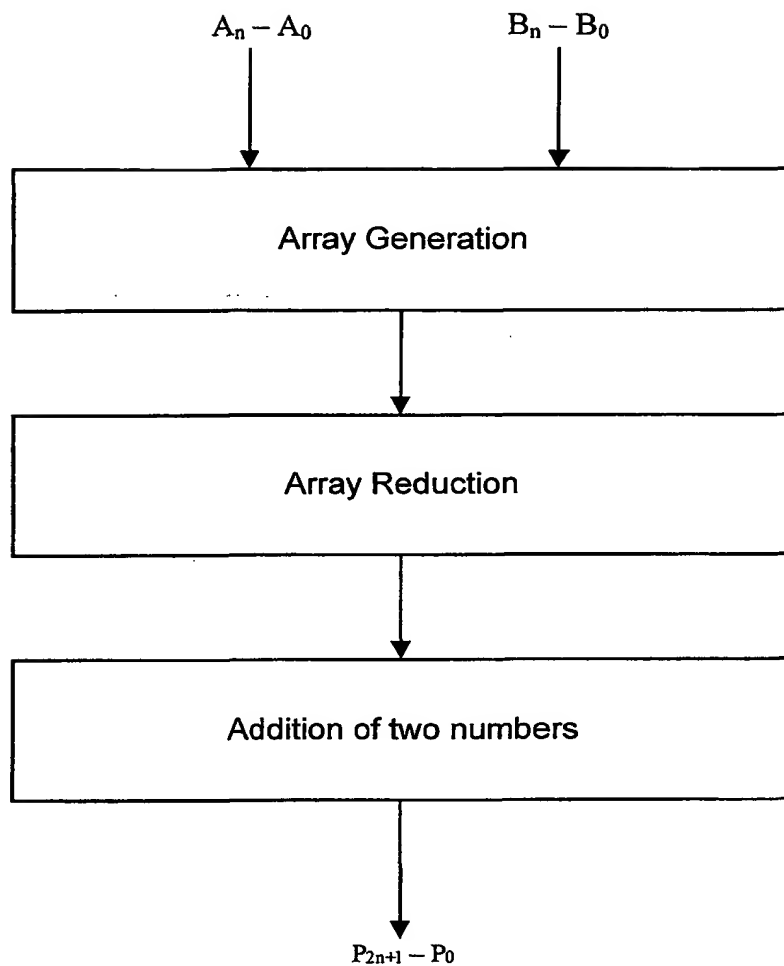 Aₙ – A₀ Bₙ – B₀
Array Generation
Array Reduction
Addition of two numbers
P₂ₙ₊₁ – P₀